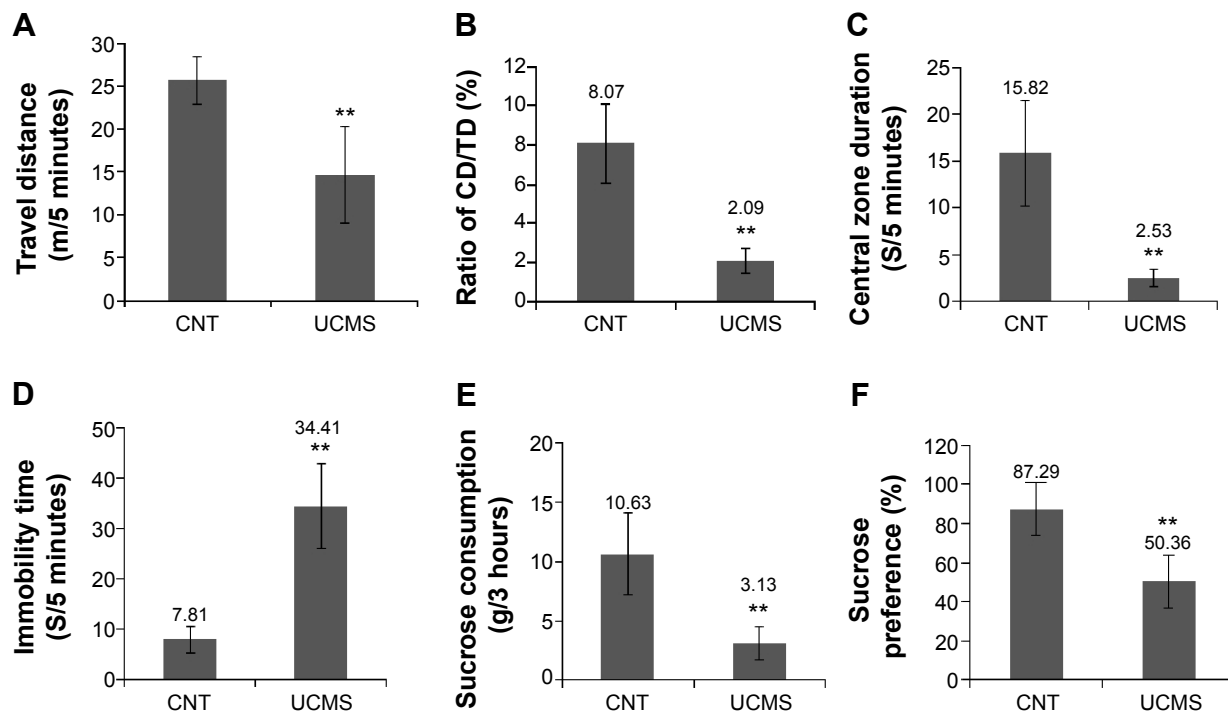 A
Travel distance
(m/5 minutes)
30
25
20
15
10
5
0
**
CNT
UCMS
B
Ratio of CD/TD (%)
12
10
8
6
4
2
0
8.07
2.09
**
CNT
UCMS
C
Central zone duration
(S/5 minutes)
25
20
15
10
5
0
15.82
2.53
**
CNT
UCMS
D
Immobility time
(S/5 minutes)
50
40
30
20
10
0
7.81
34.41
**
CNT
UCMS
E
Sucrose consumption
(g/3 hours)
20
15
10
5
0
10.63
3.13
**
CNT
UCMS
F
Sucrose
preference (%)
120
100
80
60
40
20
0
87.29
**
50.36
CNT
UCMS